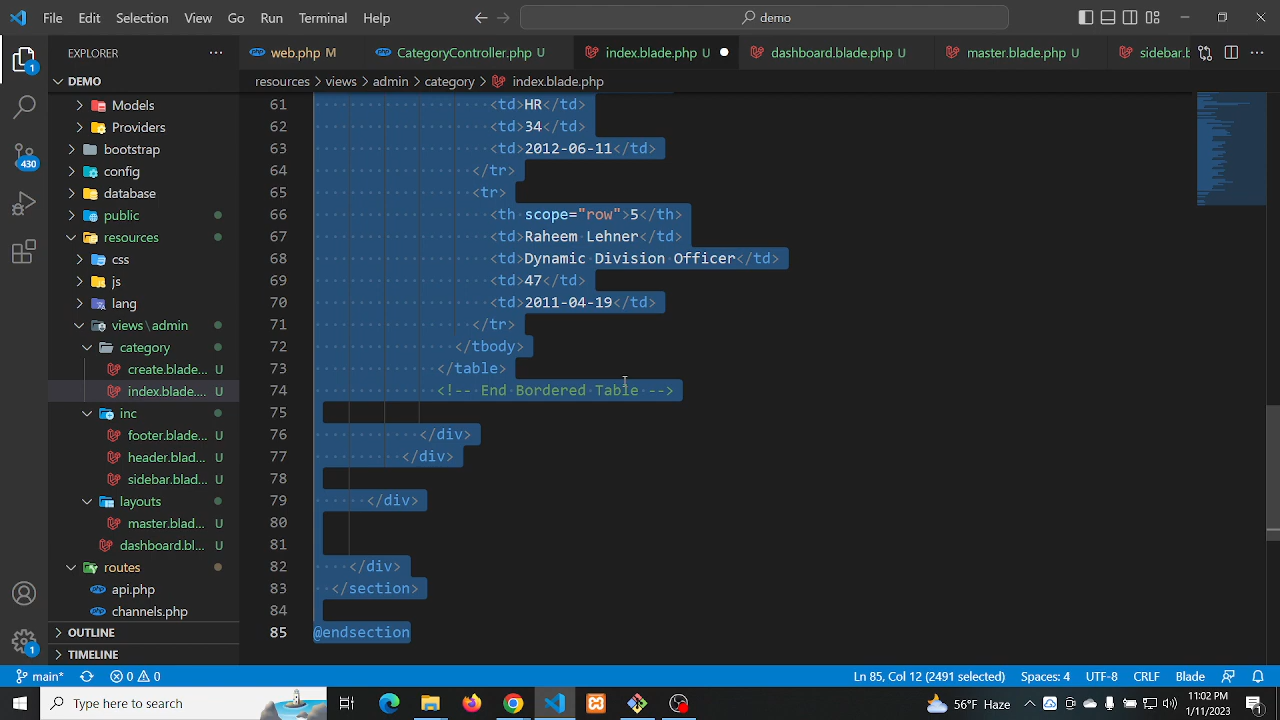 File Edit Selection View Go Run Terminal Help demo
EXPLORER ··· web.php M CategoryController.php U index.blade.php U dashboard.blade.php U master.blade.php U sidebar.b ···
DEMO resources > views > admin > category > index.blade.php
Models 61 <td>HR</td>
Providers 62 <td>34</td>
bootstrap 63 <td>2012-06-11</td>
config 64 </tr>
database 65 <tr>
public 66 <th scope="row">5</th>
resources 67 <td>Raheem Lehner</td>
css 68 <td>Dynamic Division Officer</td>
js 69 <td>47</td>
lang 70 <td>2011-04-19</td>
views\admin 71 </tr>
category 72 </tbody>
create.blade... U 73 </table>
index.blade.... U 74 <!-- End Bordered Table -->
inc 75
footer.blade... U 76 </div>
header.blad... U 77 </div>
sidebar.blad... U 78
layouts 79 </div>
master.blad... U 80
dashboard.bl... U 81
routes 82 </div>
api.php 83 </section>
channels.php 84
OUTLINE 85 @endsection
TIMELINE
main* 0 0 Ln 85, Col 12 (2491 selected) Spaces: 4 UTF-8 CRLF Blade
Type here to search 56°F Haze 11:02 PM
1/11/2023
1
430
1